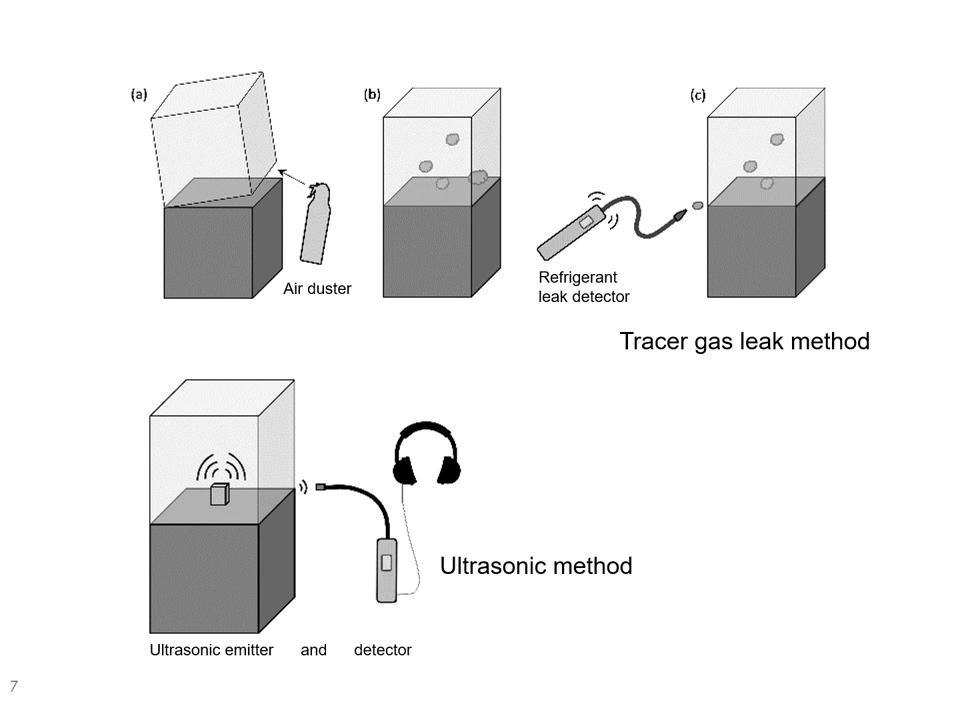 (a)
(b)
(c)
Air duster
Refrigerant
leak detector
Tracer gas leak method
Ultrasonic method
Ultrasonic emitter and detector
7